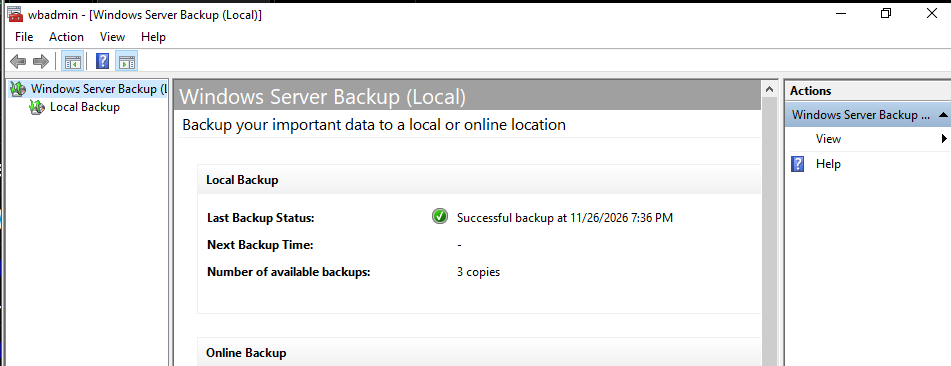 wbadmin - [Windows Server Backup (Local)]
File Action View Help
Windows Server Backup (L
Local Backup
Windows Server Backup (Local)
Backup your important data to a local or online location
Local Backup
Last Backup Status: Successful backup at 11/26/2026 7:36 PM
Next Backup Time: -
Number of available backups: 3 copies
Online Backup
Actions
Windows Server Backup ...
View
Help